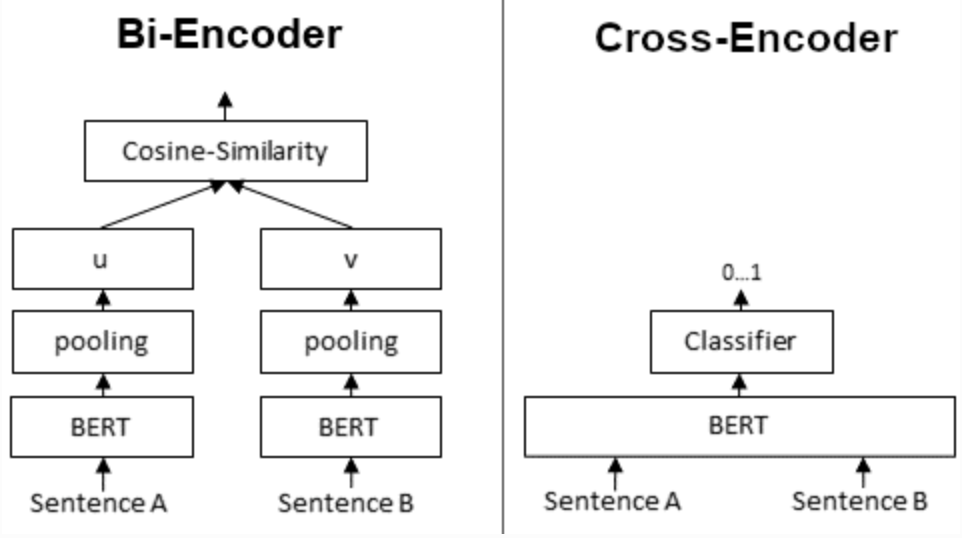 Bi-Encoder
Cosine-Similarity
u
v
pooling
pooling
BERT
BERT
Sentence A
Sentence B
Cross-Encoder
0...1
Classifier
BERT
Sentence A
Sentence B